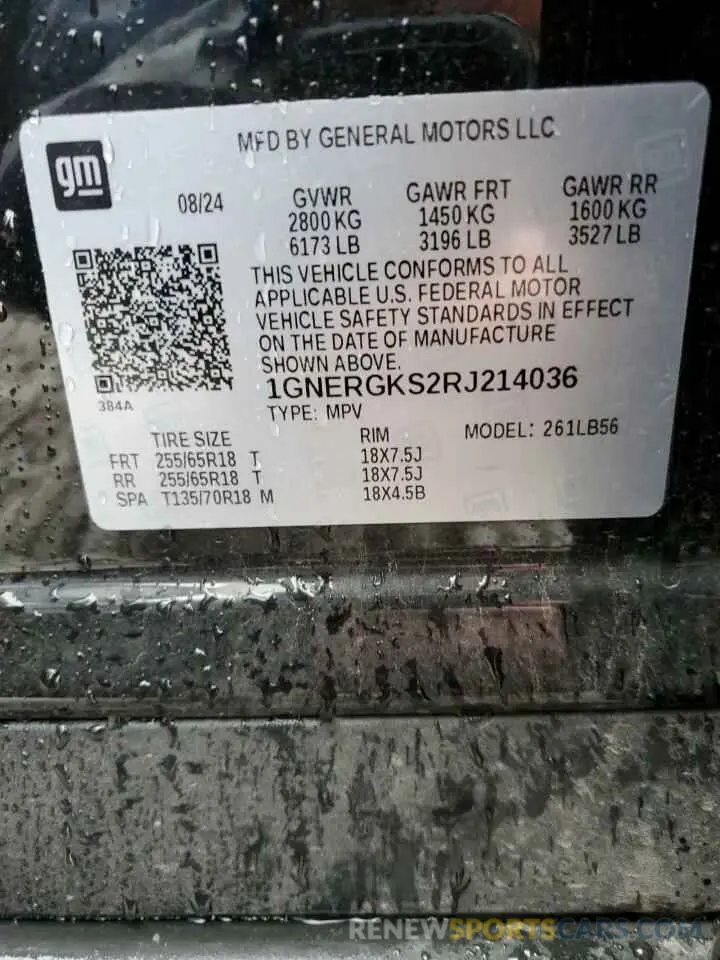 MFD BY GENERAL MOTORS LLC
gm
08/24
GVWR GAWR FRT GAWR RR
2800 KG 1450 KG 1600 KG
6173 LB 3196 LB 3527 LB
THIS VEHICLE CONFORMS TO ALL
APPLICABLE U.S. FEDERAL MOTOR
VEHICLE SAFETY STANDARDS IN EFFECT
ON THE DATE OF MANUFACTURE
SHOWN ABOVE.
384A
1GNERGKS2RJ214036
TYPE: MPV
TIRE SIZE RIM MODEL: 261LB56
FRT 255/65R18 T 18X7.5J
RR 255/65R18 T 18X7.5J
SPA T135/70R18 M 18X4.5B
RENEWSPORTSCARS.COM